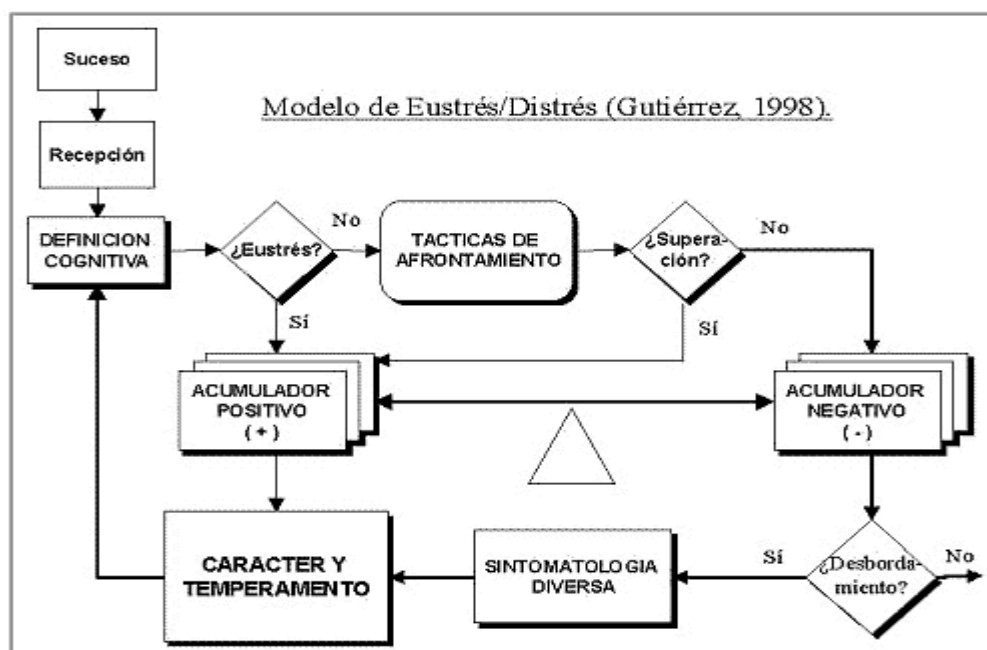 Suceso
Modelo de Eustrés/Distrés (Gutiérrez, 1998).
Recepción
DEFINICION
COGNITIVA
¿Eustrés?
No
TACTICAS DE
AFRONTAMIENTO
¿Supera-
ción?
No
Sí
Sí
ACUMULADOR
POSITIVO
( + )
ACUMULADOR
NEGATIVO
( - )
CARACTER Y
TEMPERAMENTO
SINTOMATOLOGIA
DIVERSA
Sí
¿Desborda-
miento?
No